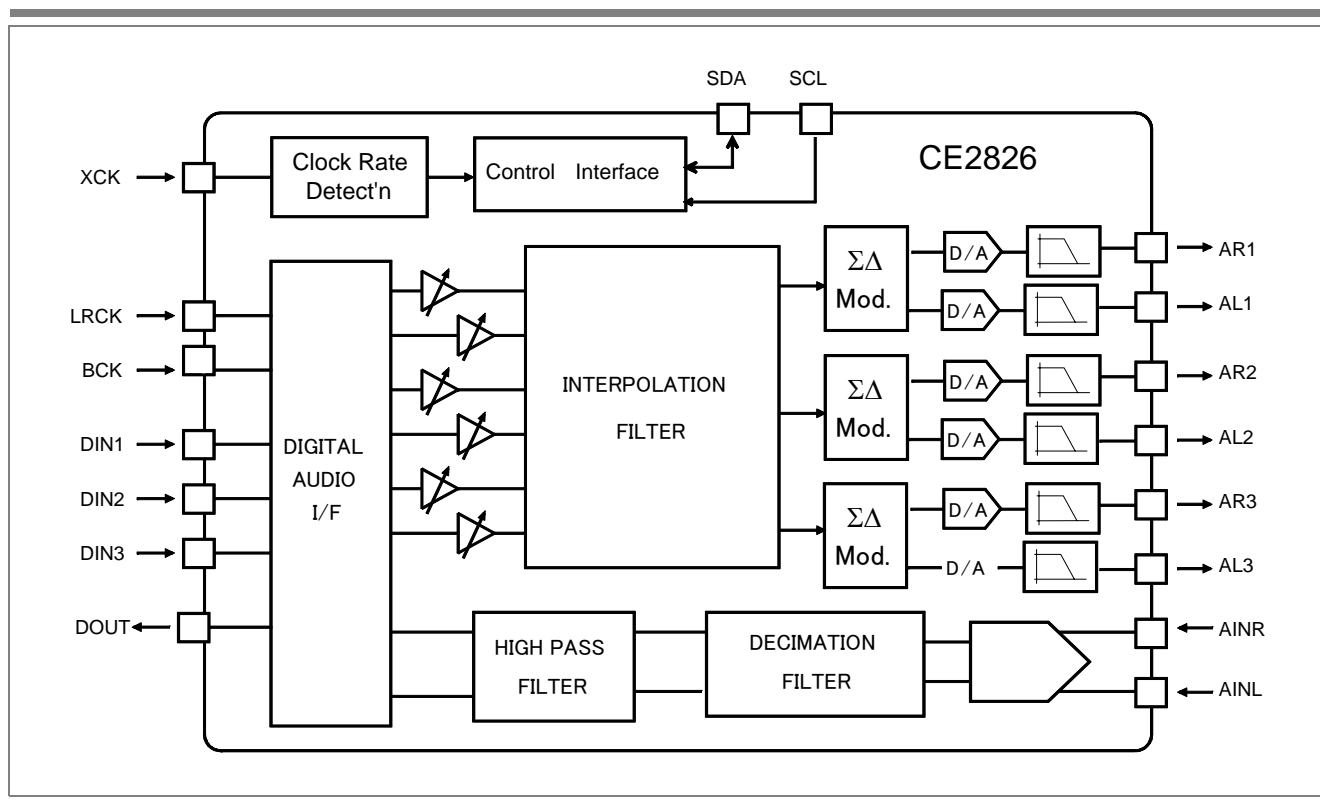 SDA SCL
CE2826
XCK
Clock Rate
Detect'n
Control Interface
LRCK
BCK
DIN1
DIN2
DIN3
DOUT
DIGITAL
AUDIO
I/F
INTERPOLATION
FILTER
ΣΔ
Mod.
D/A
AR1
D/A
AL1
ΣΔ
Mod.
D/A
AR2
D/A
AL2
ΣΔ
Mod.
D/A
AR3
D/A
AL3
HIGH PASS
FILTER
DECIMATION
FILTER
AINR
AINL